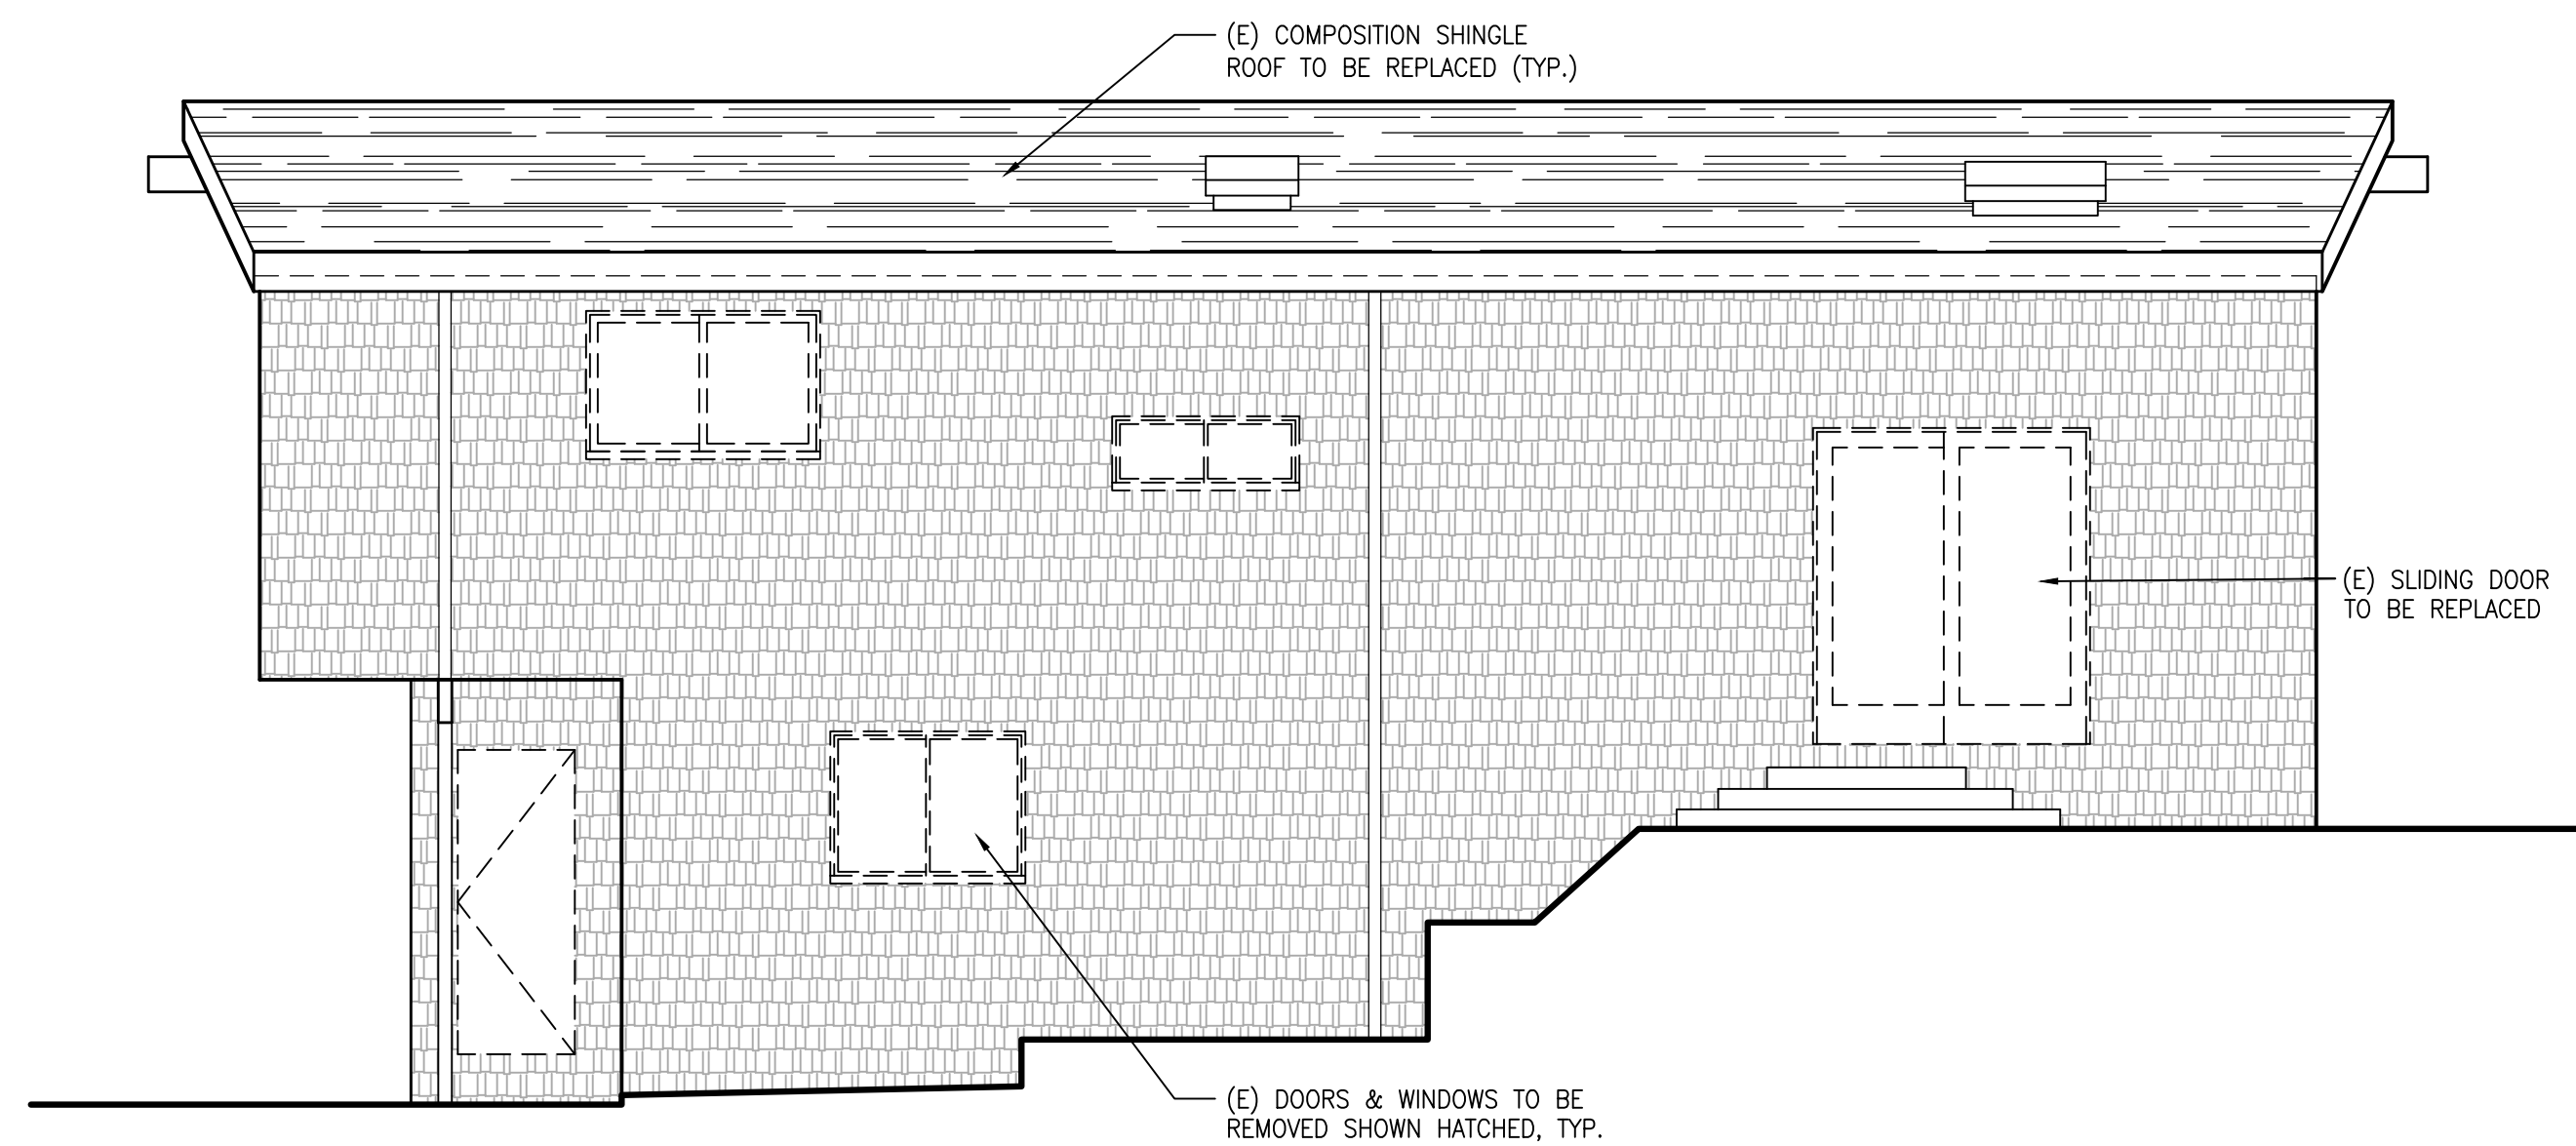 (E) COMPOSITION SHINGLE
ROOF TO BE REPLACED (TYP.)
(E) SLIDING DOOR
TO BE REPLACED
(E) DOORS & WINDOWS TO BE
REMOVED SHOWN HATCHED, TYP.